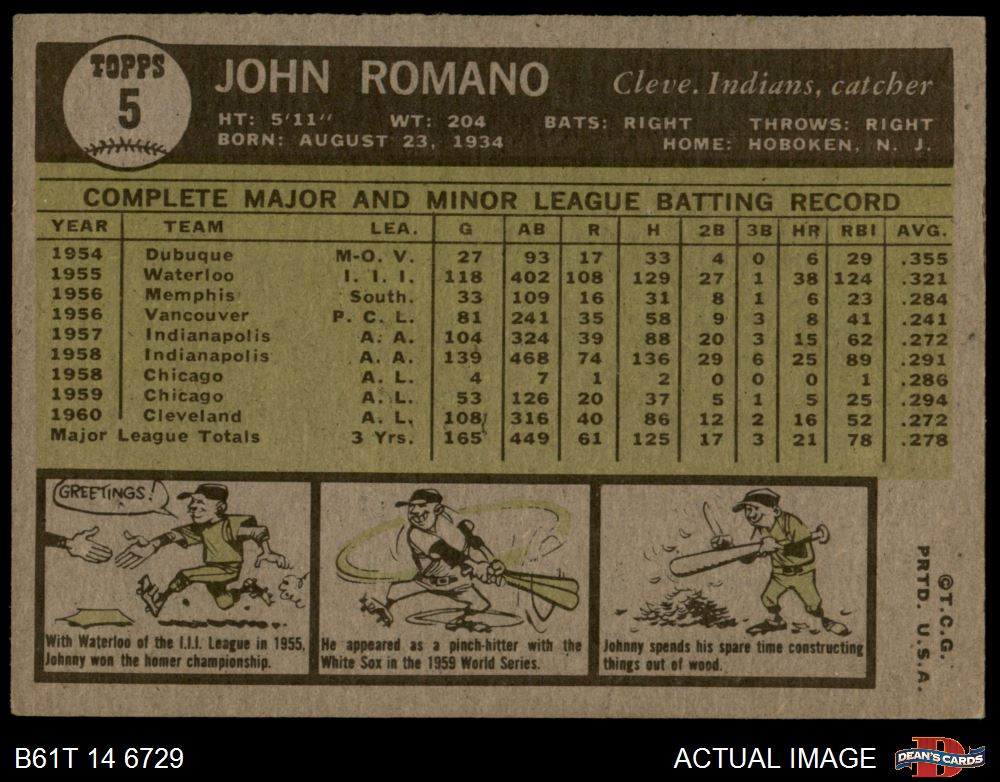 TOPPS
5
JOHN ROMANO
Cleve. Indians, catcher
HT: 5'11" WT: 204 BATS: RIGHT THROWS: RIGHT
BORN: AUGUST 23, 1934 HOME: HOBOKEN, N. J.
COMPLETE MAJOR AND MINOR LEAGUE BATTING RECORD
YEAR TEAM LEA. G AB R H 2B 3B HR RBI AVG.
1954 Dubuque M-O. V. 27 93 17 33 4 0 6 29 .355
1955 Waterloo I. I. I. 118 402 108 129 27 1 38 124 .321
1956 Memphis South. 33 109 16 31 8 1 6 23 .284
1956 Vancouver P. C. L. 81 241 35 58 9 3 8 41 .241
1957 Indianapolis A. A. 104 324 39 88 20 3 15 62 .272
1958 Indianapolis A. A. 139 468 74 136 29 6 25 89 .291
1958 Chicago A. L. 4 7 1 2 0 0 0 1 .286
1959 Chicago A. L. 53 126 20 37 5 1 5 25 .294
1960 Cleveland A. L. 108 316 40 86 12 2 16 52 .272
Major League Totals 3 Yrs. 165 449 61 125 17 3 21 78 .278
GREETINGS!
With Waterloo of the I.I.I. League in 1955,
Johnny won the homer championship.
He appeared as a pinch-hitter with the
White Sox in the 1959 World Series.
Johnny spends his spare time constructing
things out of wood.
©T.C.G.
PRTD. U.S.A.
B61T 14 6729
ACTUAL IMAGE
D
DEAN'S CARDS